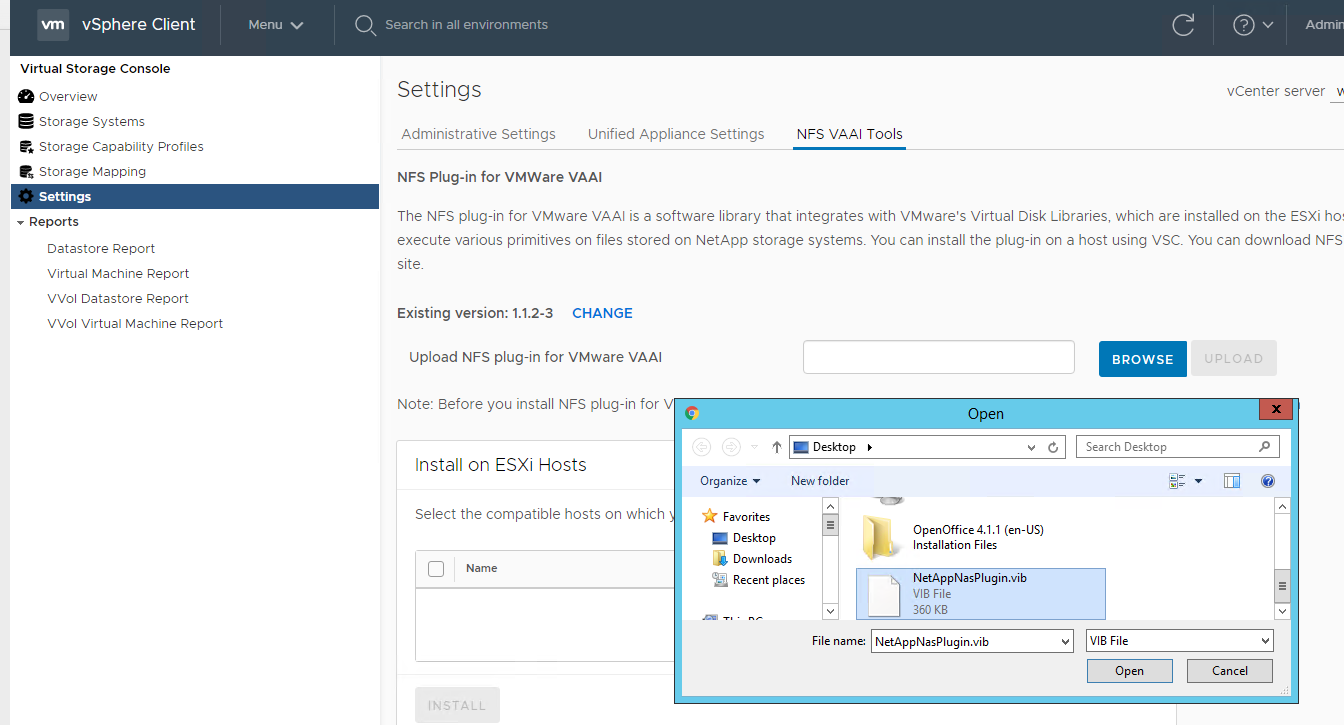 vm vSphere Client Menu Search in all environments Admin
Virtual Storage Console
Overview
Storage Systems
Storage Capability Profiles
Storage Mapping
Settings
Reports
Datastore Report
Virtual Machine Report
VVol Datastore Report
VVol Virtual Machine Report
Settings
vCenter server
Administrative Settings Unified Appliance Settings NFS VAAI Tools
NFS Plug-in for VMWare VAAI
The NFS plug-in for VMware VAAI is a software library that integrates with VMware's Virtual Disk Libraries, which are installed on the ESXi
execute various primitives on files stored on NetApp storage systems. You can install the plug-in on a host using VSC. You can download NFS
site.
Existing version: 1.1.2-3 CHANGE
Upload NFS plug-in for VMware VAAI BROWSE UPLOAD
Note: Before you install NFS plug-in for
Install on ESXi Hosts
Select the compatible hosts on which
Name
INSTALL
Open x
Desktop Search Desktop
Organize New folder
Favorites
Desktop
Downloads
Recent places
OpenOffice 4.1.1 (en-US)
Installation Files
NetAppNasPlugin.vib
VIB File
360 KB
File name: NetAppNasPlugin.vib VIB File
Open Cancel